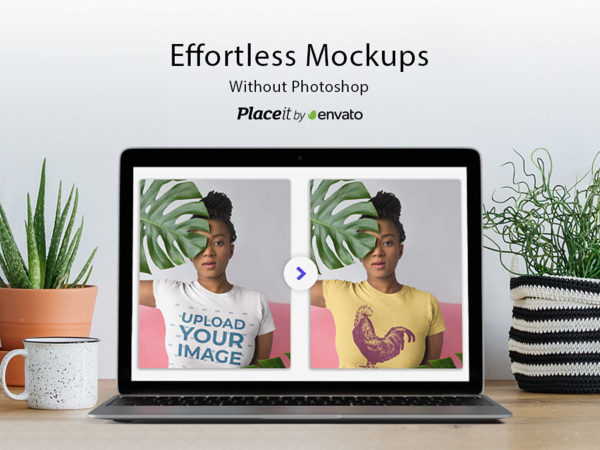 Effortless Mockups
Without Photoshop
Placeit by envato
UPLOAD
YOUR
IMAGE